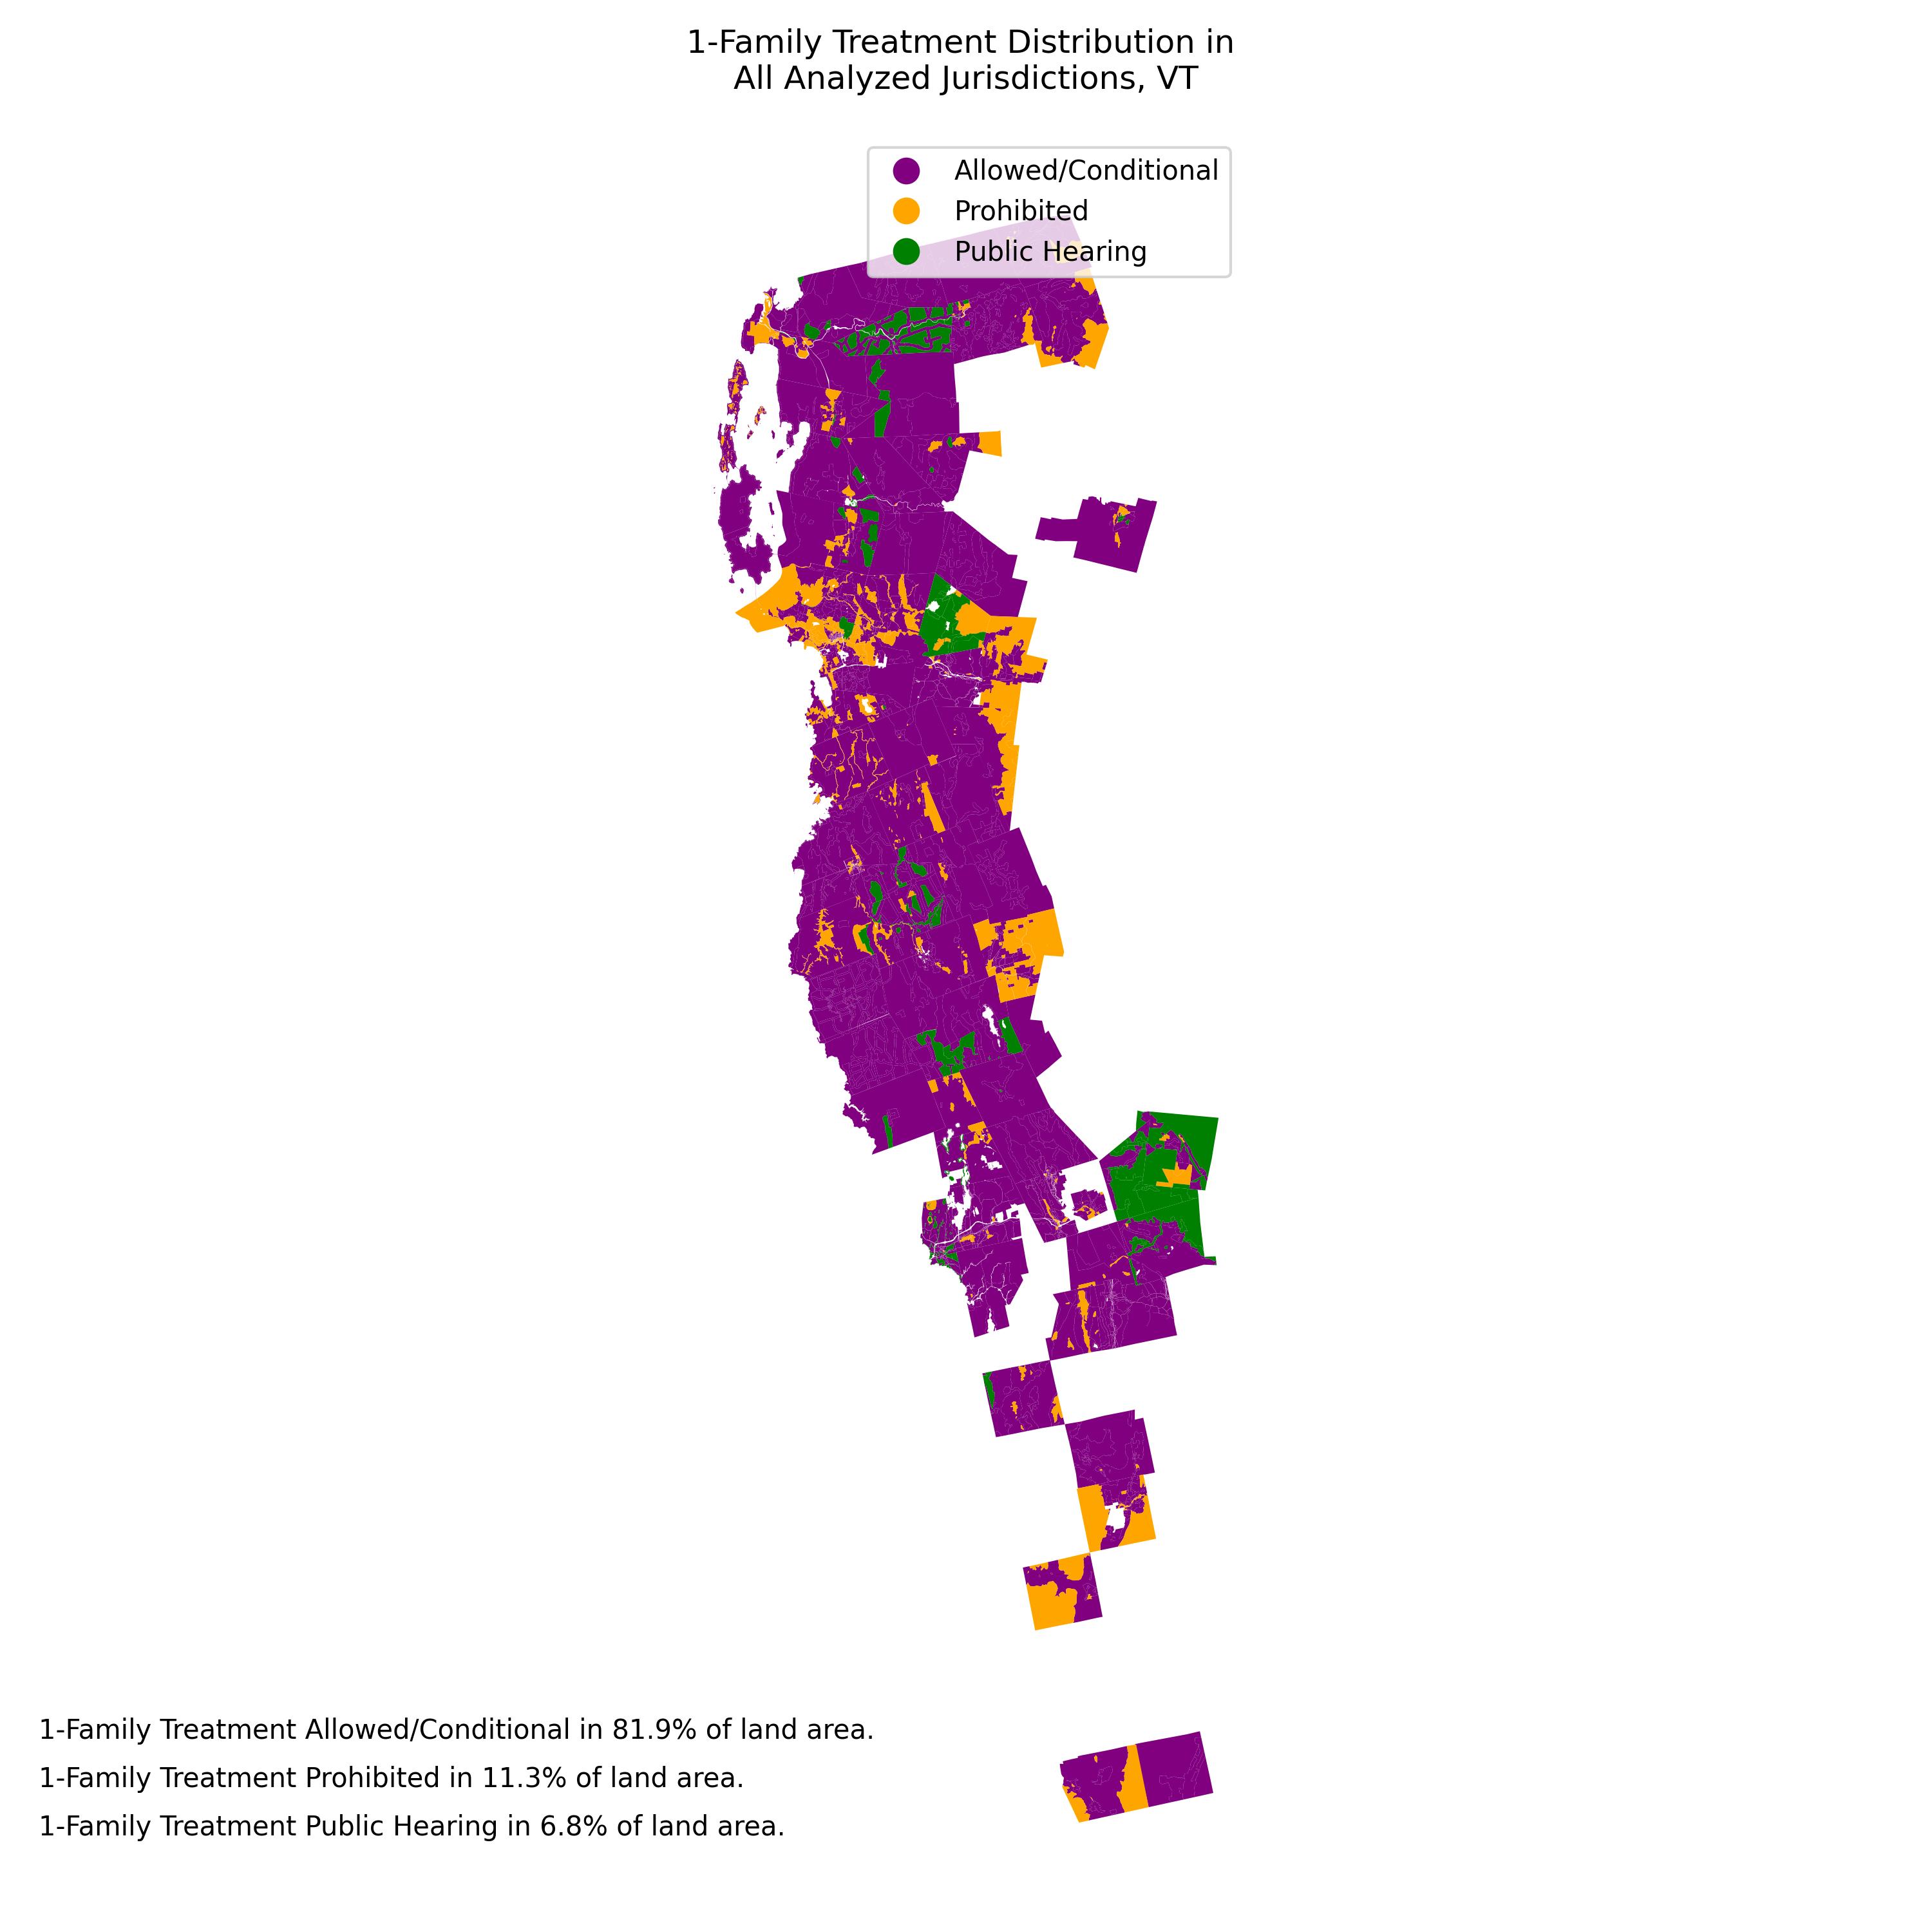 1-Family Treatment Distribution in
All Analyzed Jurisdictions, VT
Allowed/Conditional
Prohibited
Public Hearing
1-Family Treatment Allowed/Conditional in 81.9% of land area.
1-Family Treatment Prohibited in 11.3% of land area.
1-Family Treatment Public Hearing in 6.8% of land area.